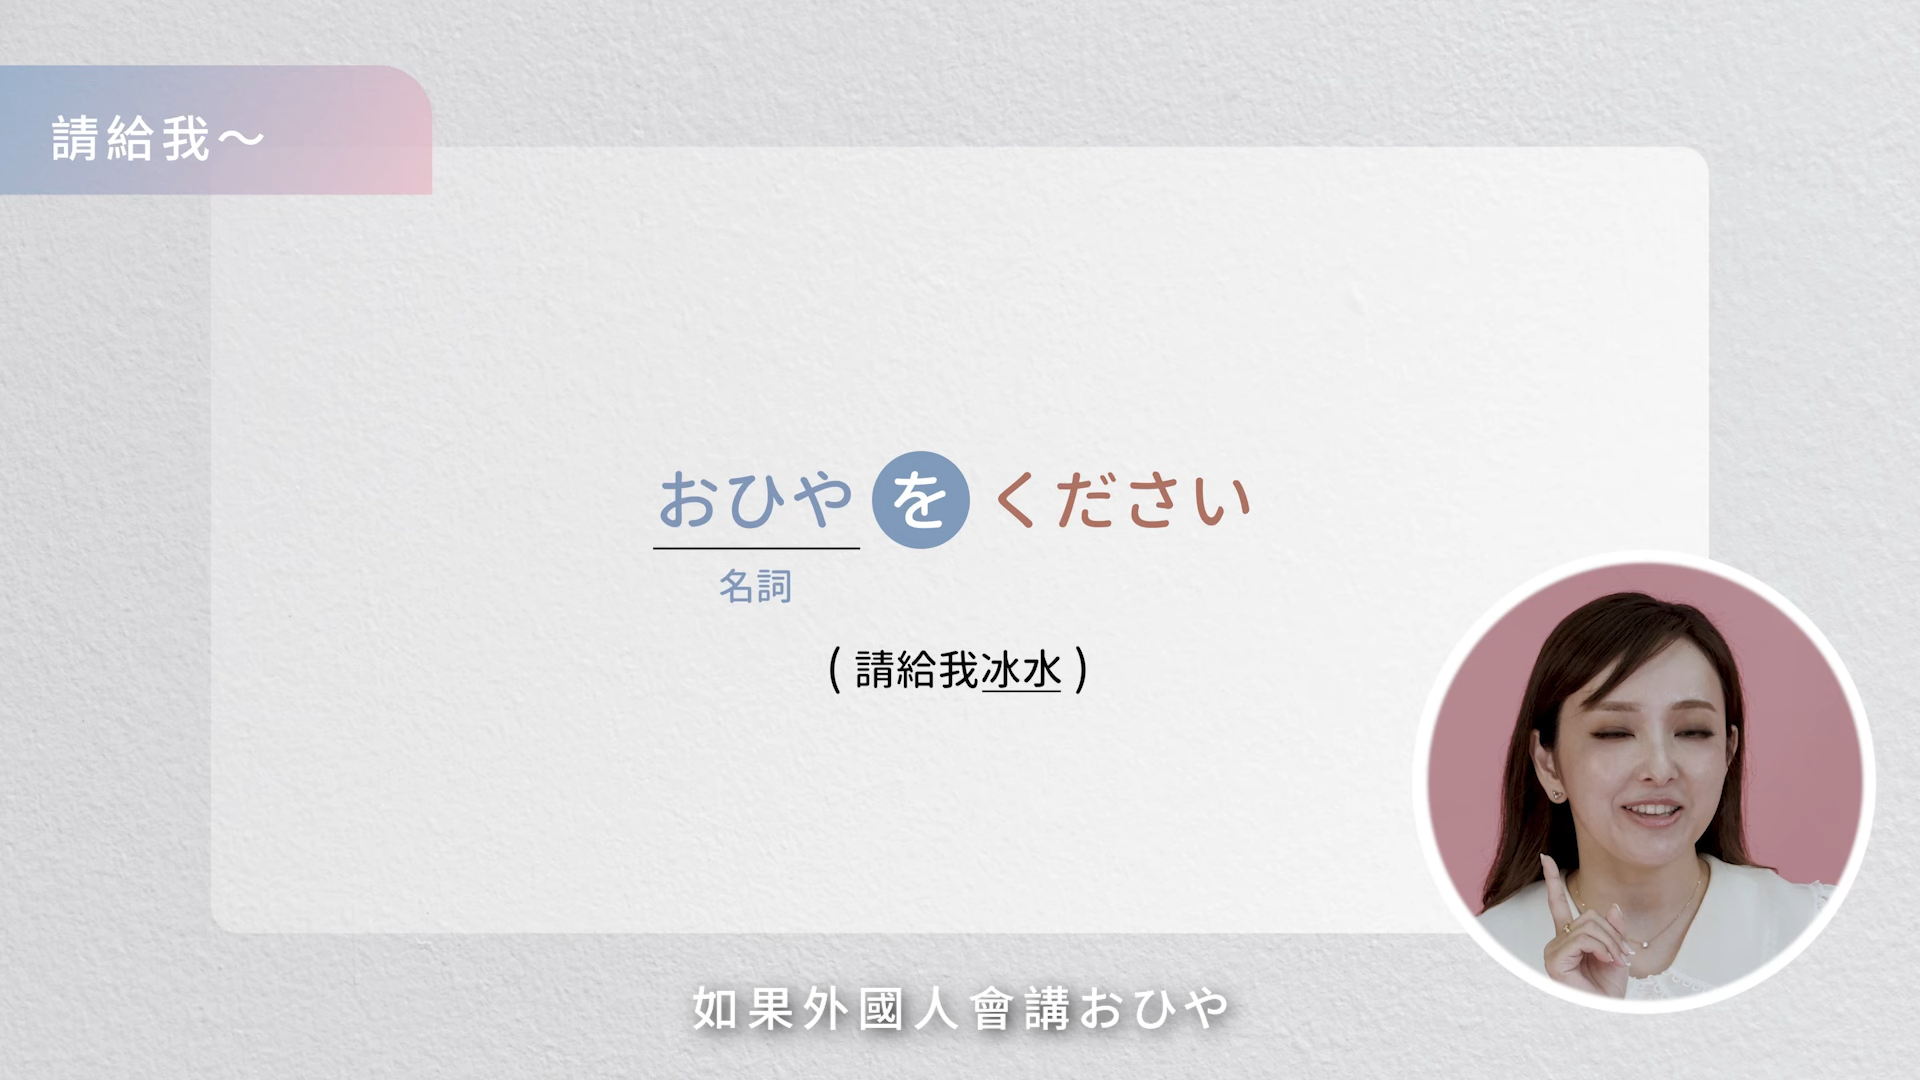 請給我～
おひや を ください
名詞
( 請給我冰水 )
如果外國人會講おひや